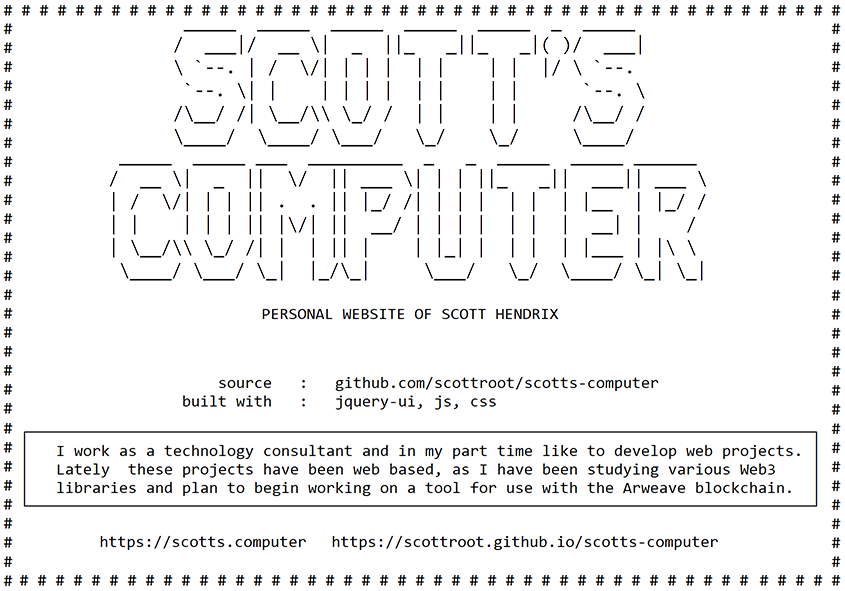 SCOTT'S
COMPUTER
PERSONAL WEBSITE OF SCOTT HENDRIX
source : github.com/scottroot/scotts-computer
built with : jquery-ui, js, css
I work as a technology consultant and in my part time like to develop web projects.
Lately these projects have been web based, as I have been studying various Web3
libraries and plan to begin working on a tool for use with the Arweave blockchain.
https://scotts.computer https://scottroot.github.io/scotts-computer